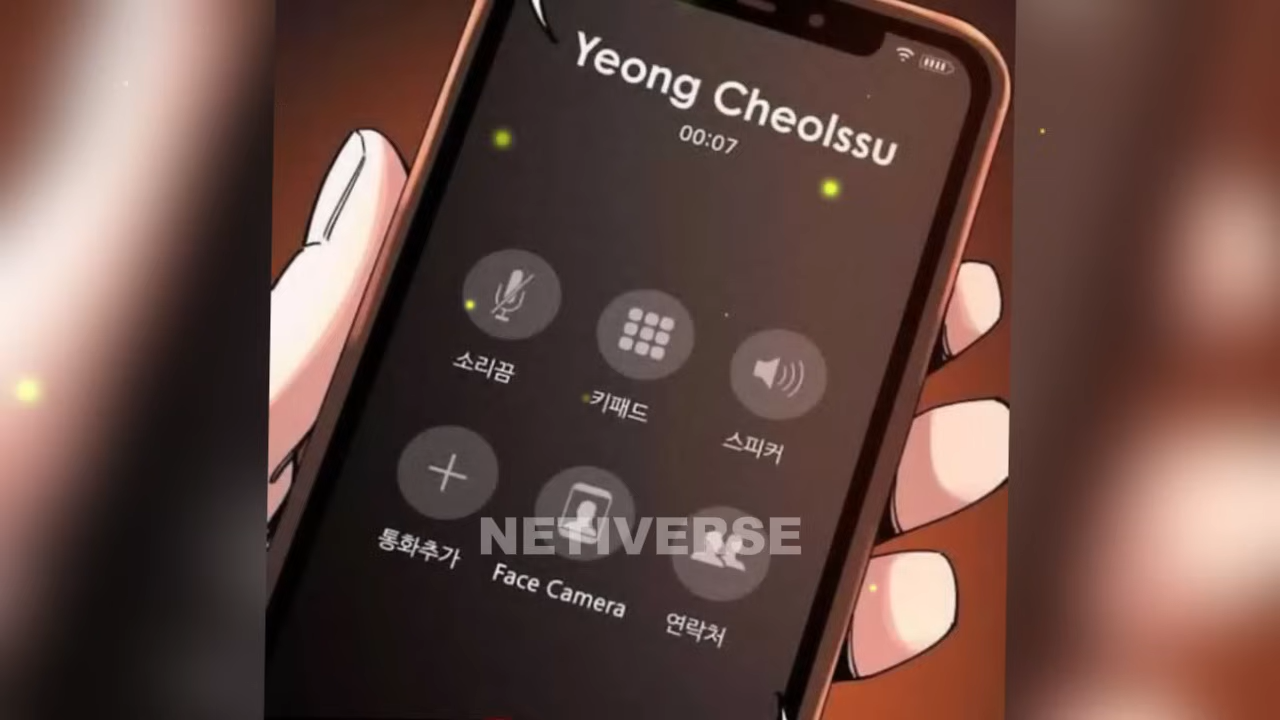 Yeong Cheolssu
00:07
소리끔
키패드
스피커
통화추가
Face Camera
연락처
NETIVERSE